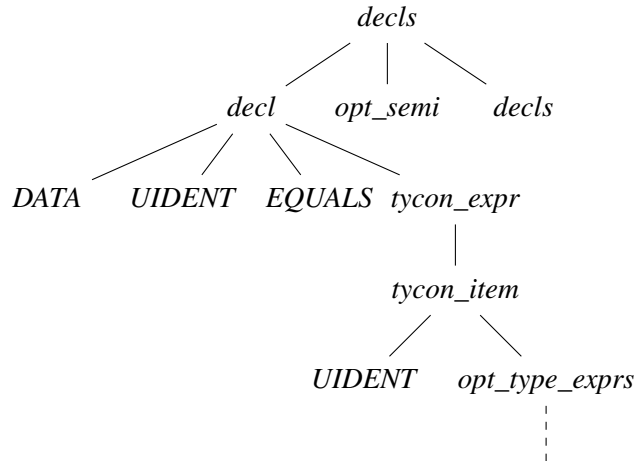 decls
decl opt_semi decls
DATA UIDENT EQUALS tycon_expr
tycon_item
UIDENT opt_type_exprs